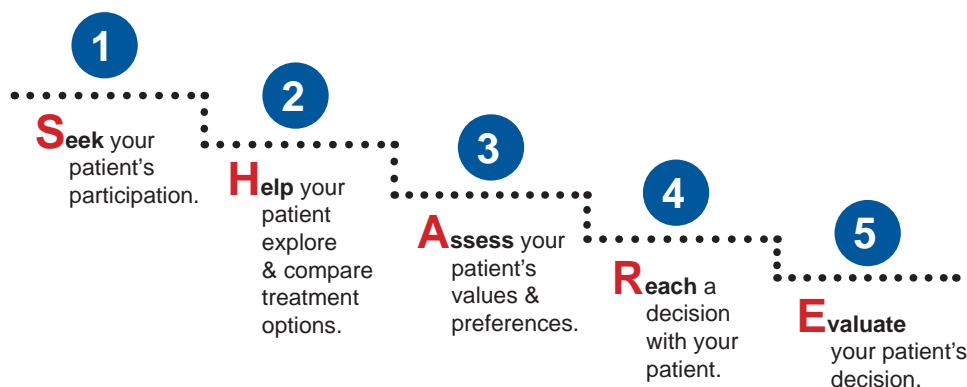 1
Seek your
patient's
participation.
2
Help your
patient
explore
& compare
treatment
options.
3
Assess your
patient's
values &
preferences.
4
Reach a
decision
with your
patient.
5
Evaluate
your patient's
decision.